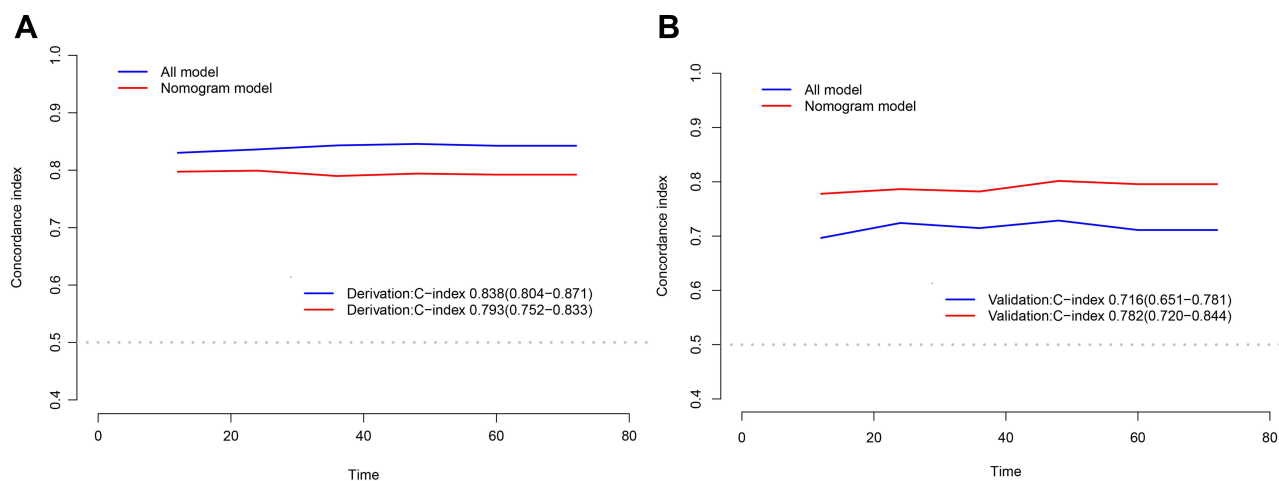 A
1.0
0.9
0.8
0.7
0.6
0.5
0.4
Concordance index
All model
Nomogram model
Derivation:C−index 0.838(0.804−0.871)
Derivation:C−index 0.793(0.752−0.833)
0 20 40 60 80
Time
B
1.0
0.9
0.8
0.7
0.6
0.5
0.4
Concordance index
All model
Nomogram model
Validation:C−index 0.716(0.651−0.781)
Validation:C−index 0.782(0.720−0.844)
0 20 40 60 80
Time